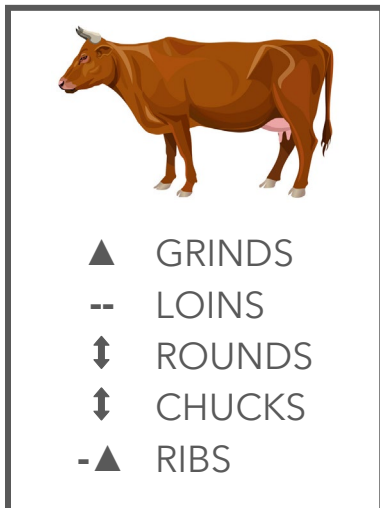 ▲ GRINDS
-- LOINS
↕ ROUNDS
↕ CHUCKS
-▲ RIBS